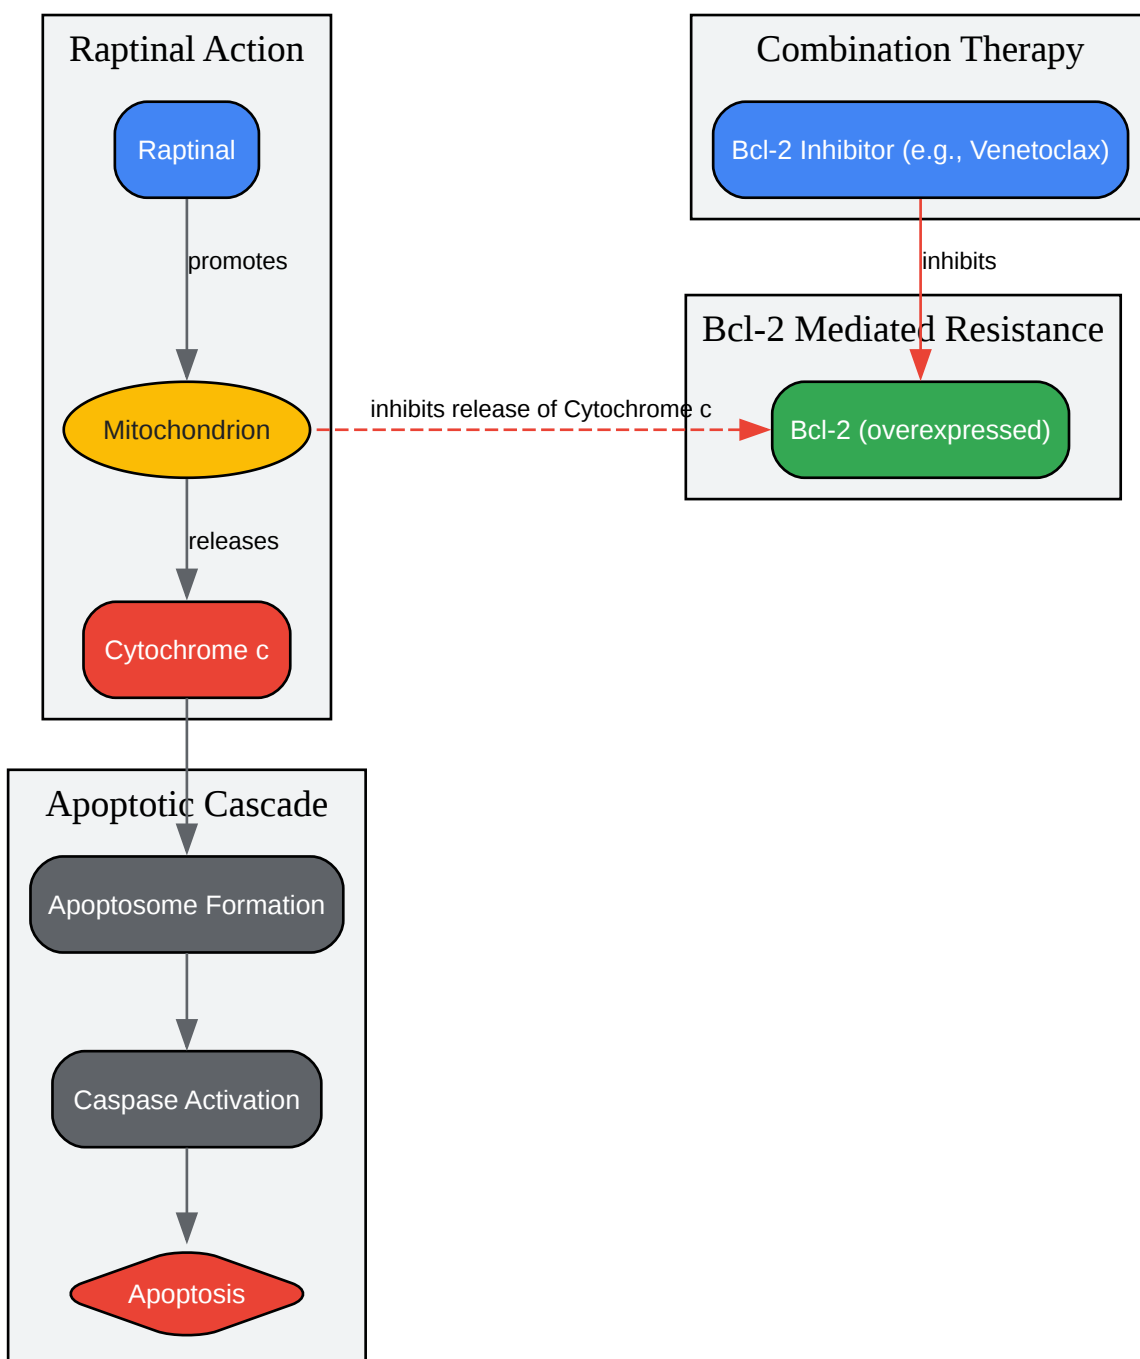 Raptinal Action
Raptinal
promotes
Mitochondrion
releases
Cytochrome c
Combination Therapy
Bcl-2 Inhibitor (e.g., Venetoclax)
inhibits
Bcl-2 Mediated Resistance
inhibits release of Cytochrome c
Bcl-2 (overexpressed)
Apoptotic Cascade
Apoptosome Formation
Caspase Activation
Apoptosis